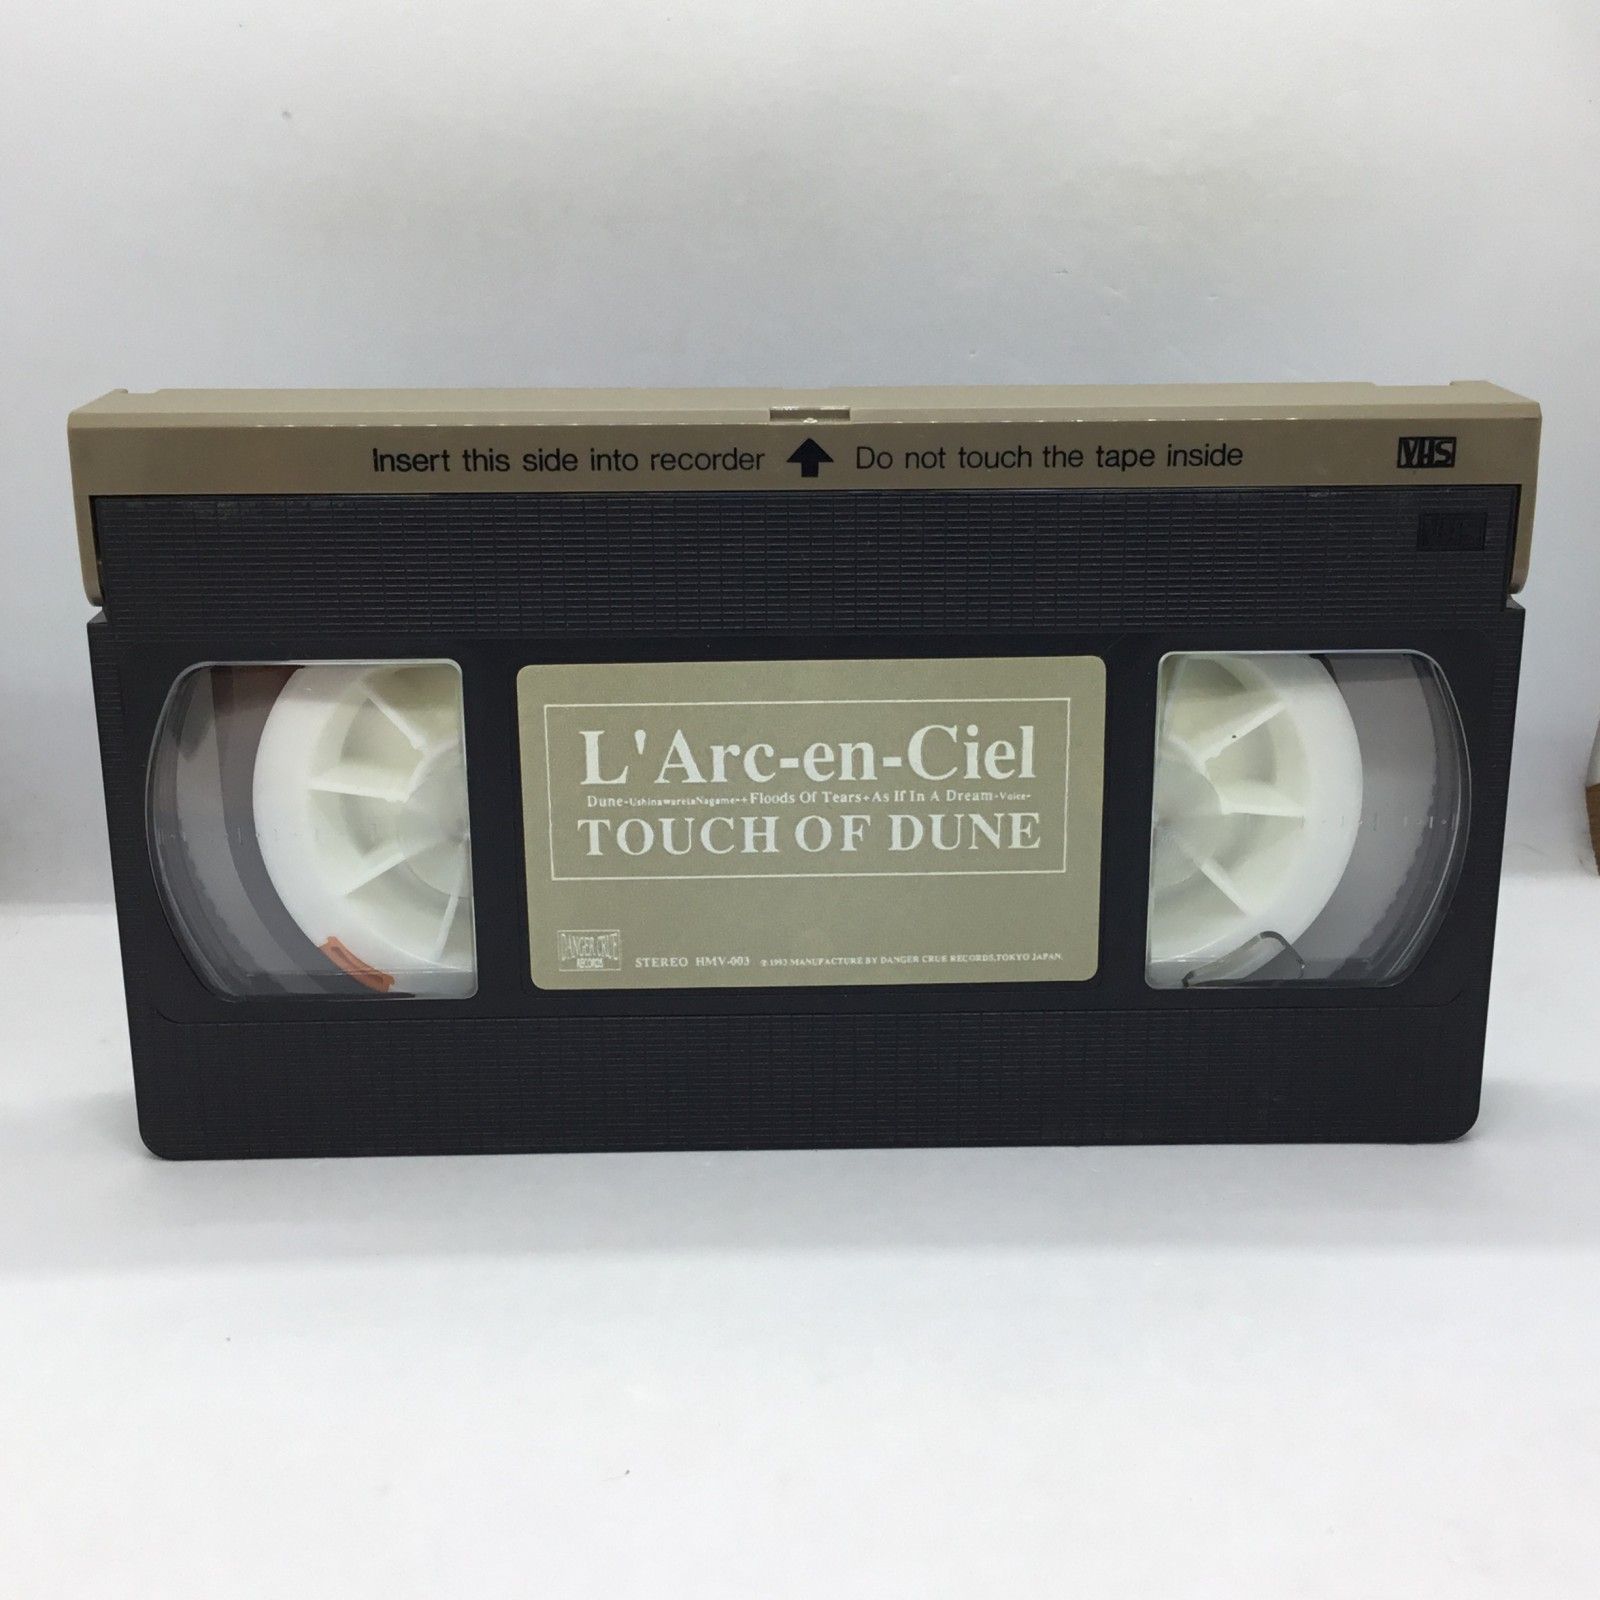 Insert this side into recorder Do not touch the tape inside VHS
L'Arc-en-Ciel
Dune-UshinawaretaNagame-+Floods Of Tears+As If In A Dream-Voice-
TOUCH OF DUNE
DANGER CRUE
RECORDS
STEREO HMV-003 ℗1993 MANUFACTURE BY DANGER CRUE RECORDS,TOKYO JAPAN.